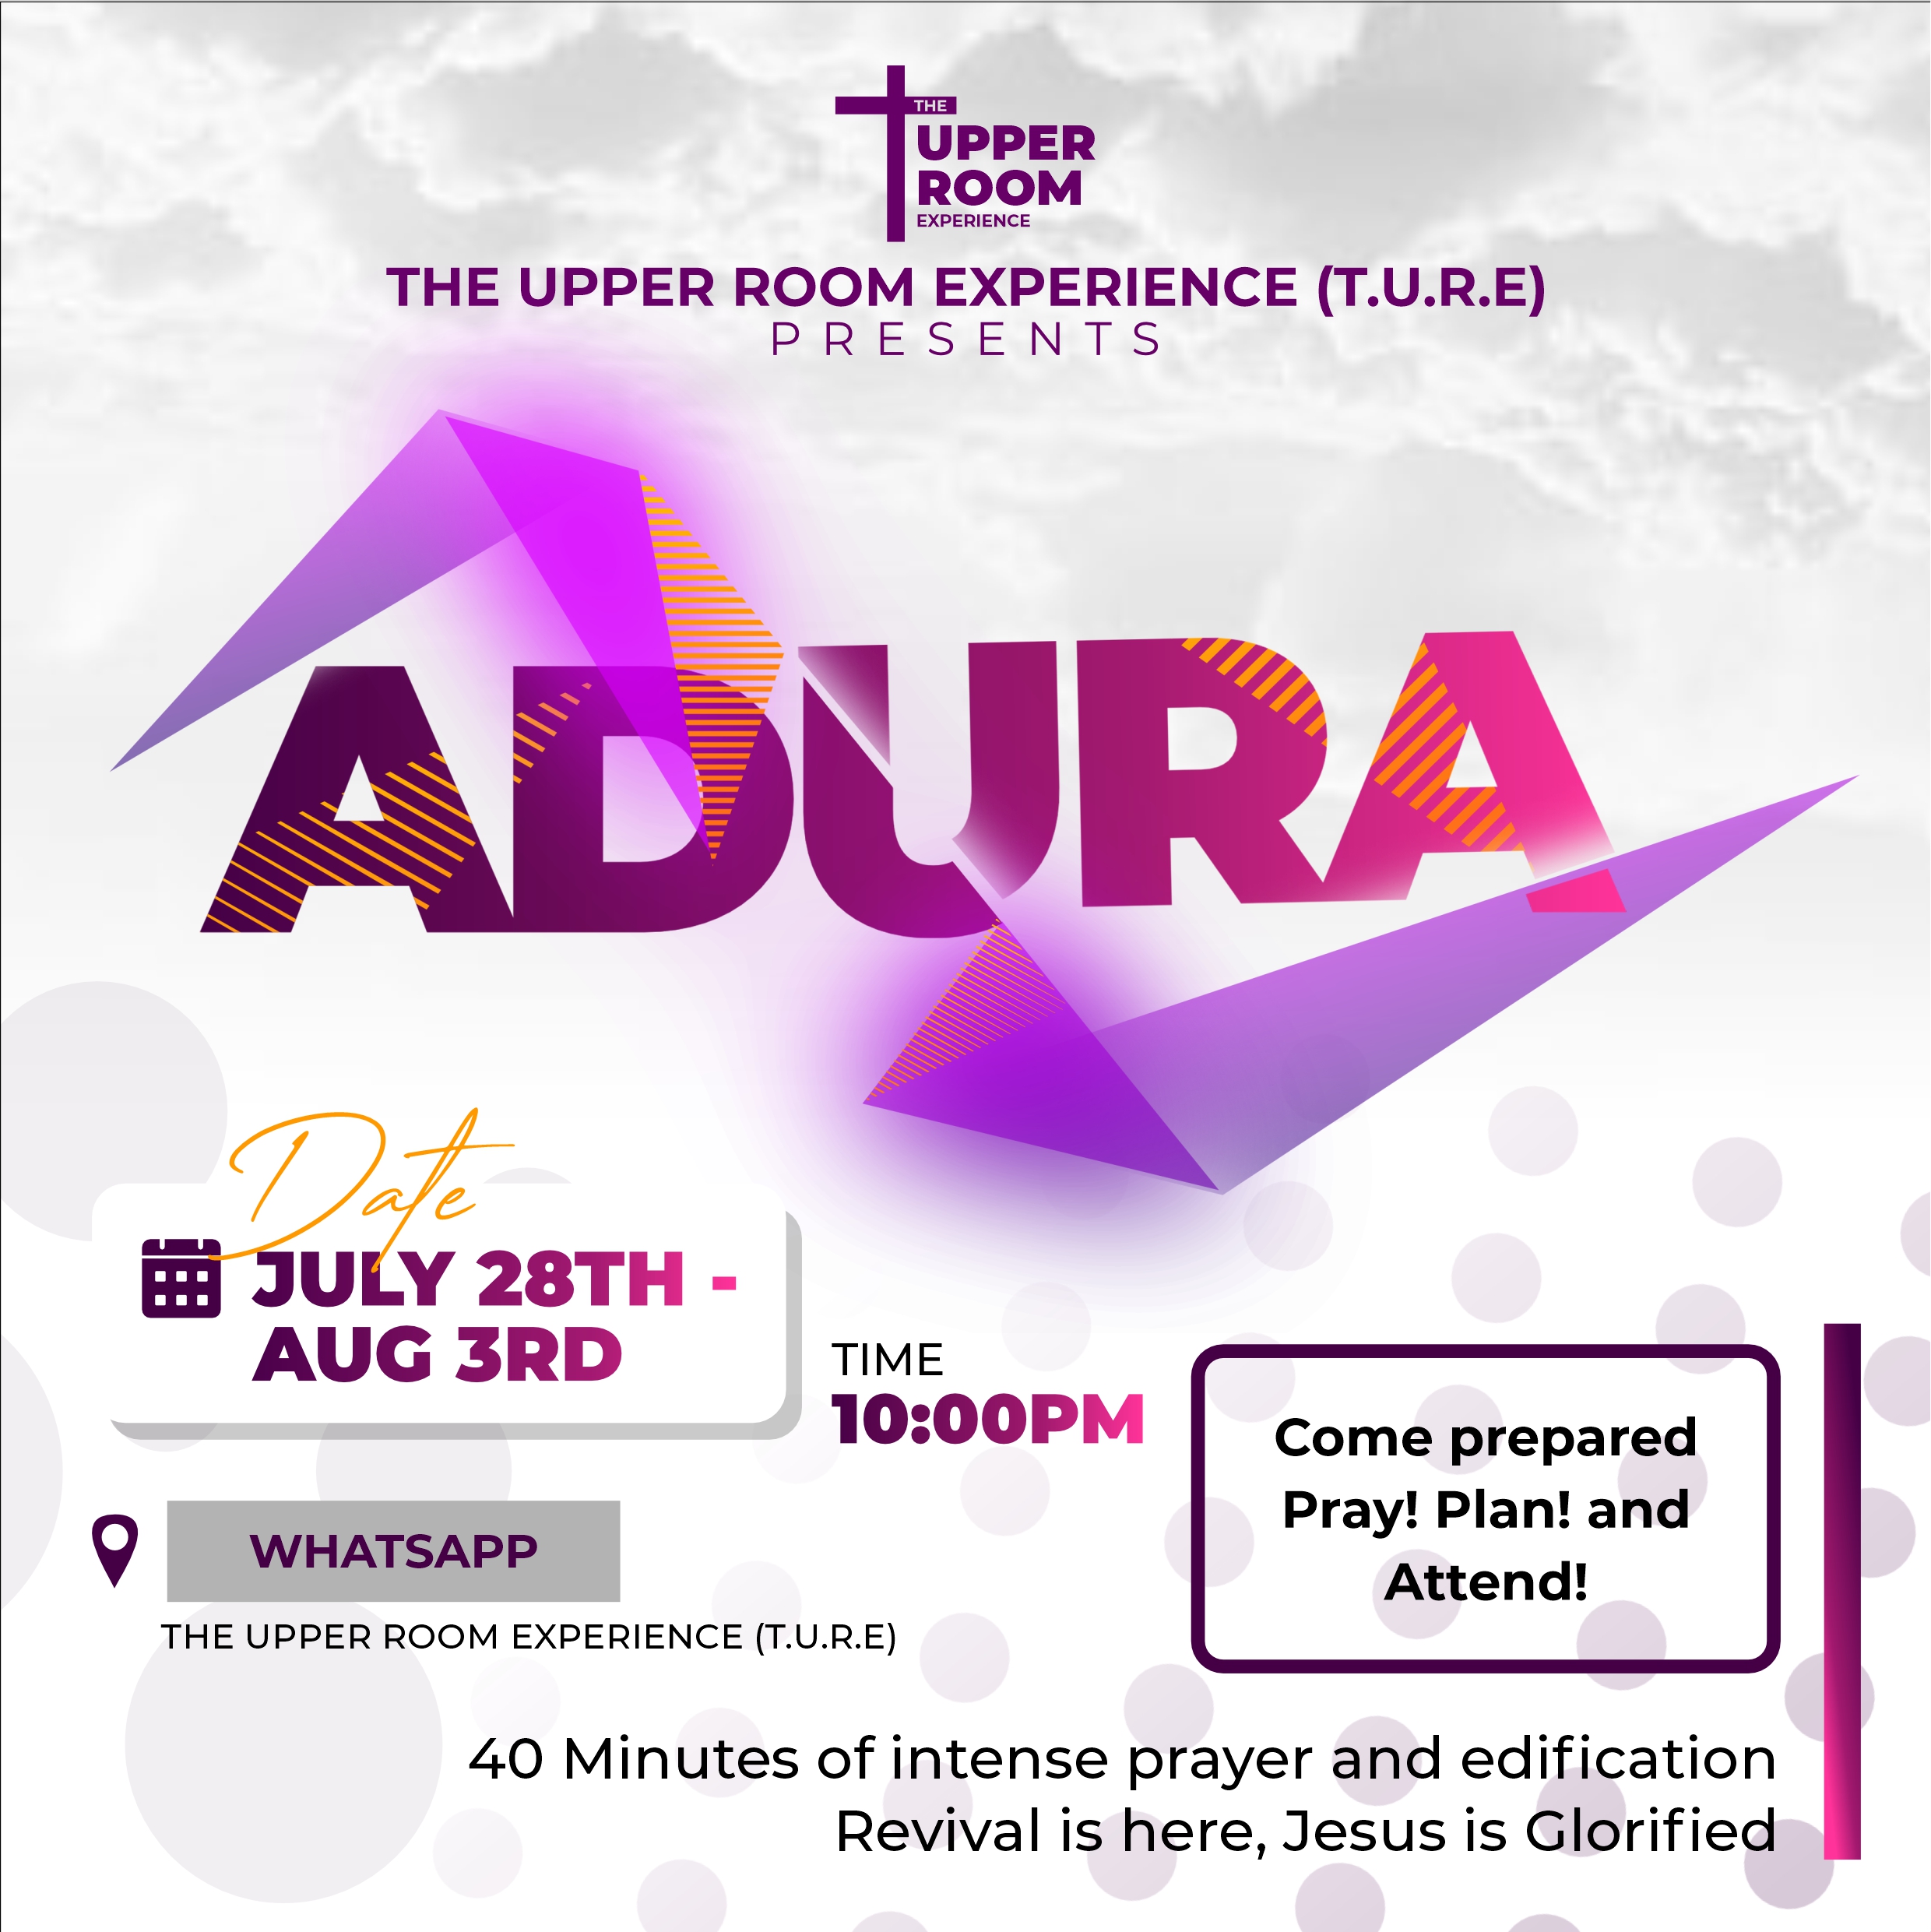 THE
UPPER
ROOM
EXPERIENCE
THE UPPER ROOM EXPERIENCE (T.U.R.E)
PRESENTS
ADURA
Date
JULY 28TH -
AUG 3RD
TIME
10:00PM
WHATSAPP
THE UPPER ROOM EXPERIENCE (T.U.R.E)
Come prepared
Pray! Plan! and
Attend!
40 Minutes of intense prayer and edification
Revival is here, Jesus is Glorified